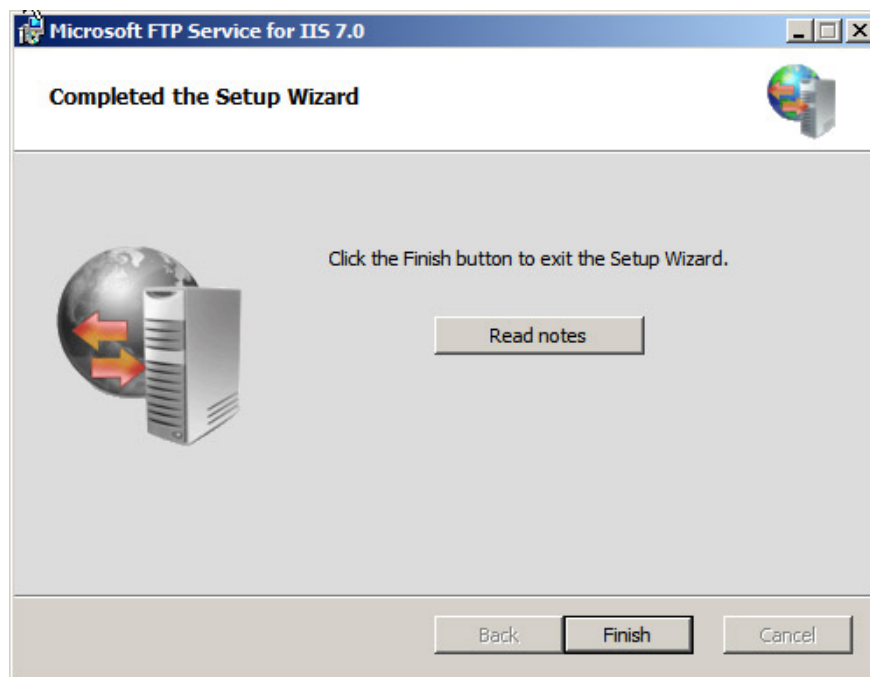 Microsoft FTP Service for IIS 7.0
Completed the Setup Wizard
Click the Finish button to exit the Setup Wizard.
Read notes
Back
Finish
Cancel